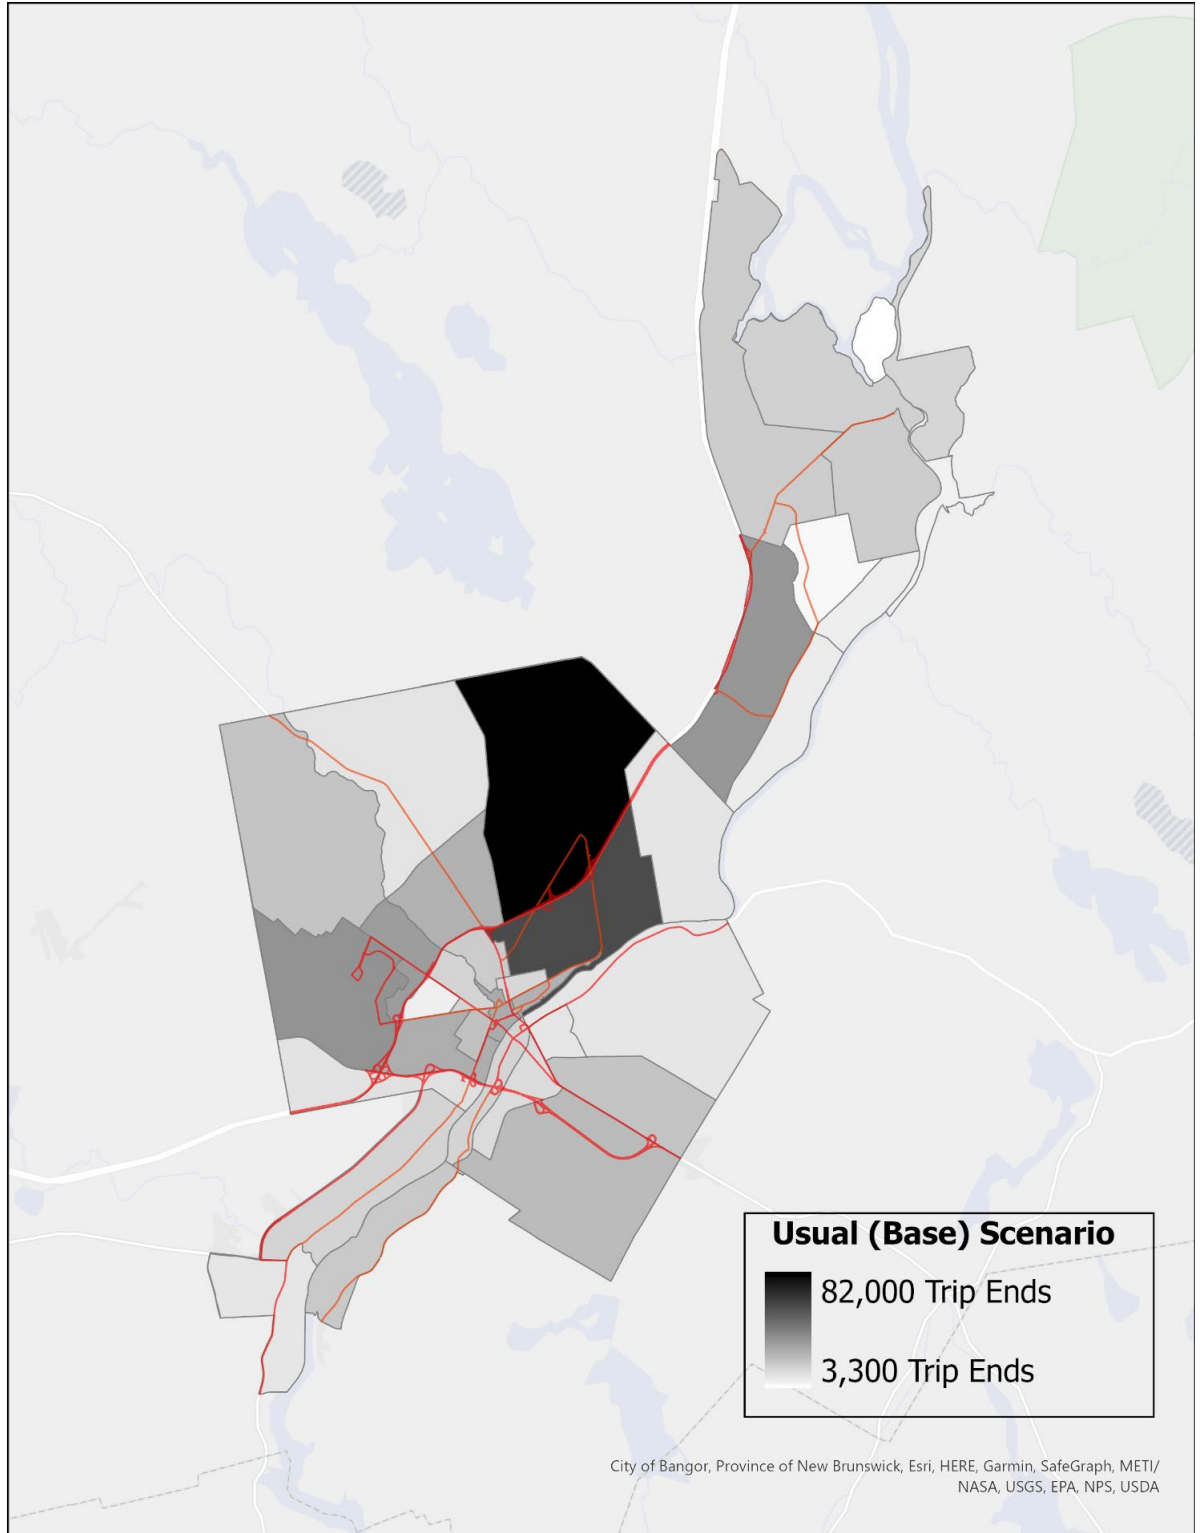 Usual (Base) Scenario
82,000 Trip Ends
3,300 Trip Ends
City of Bangor, Province of New Brunswick, Esri, HERE, Garmin, SafeGraph, METI/
NASA, USGS, EPA, NPS, USDA